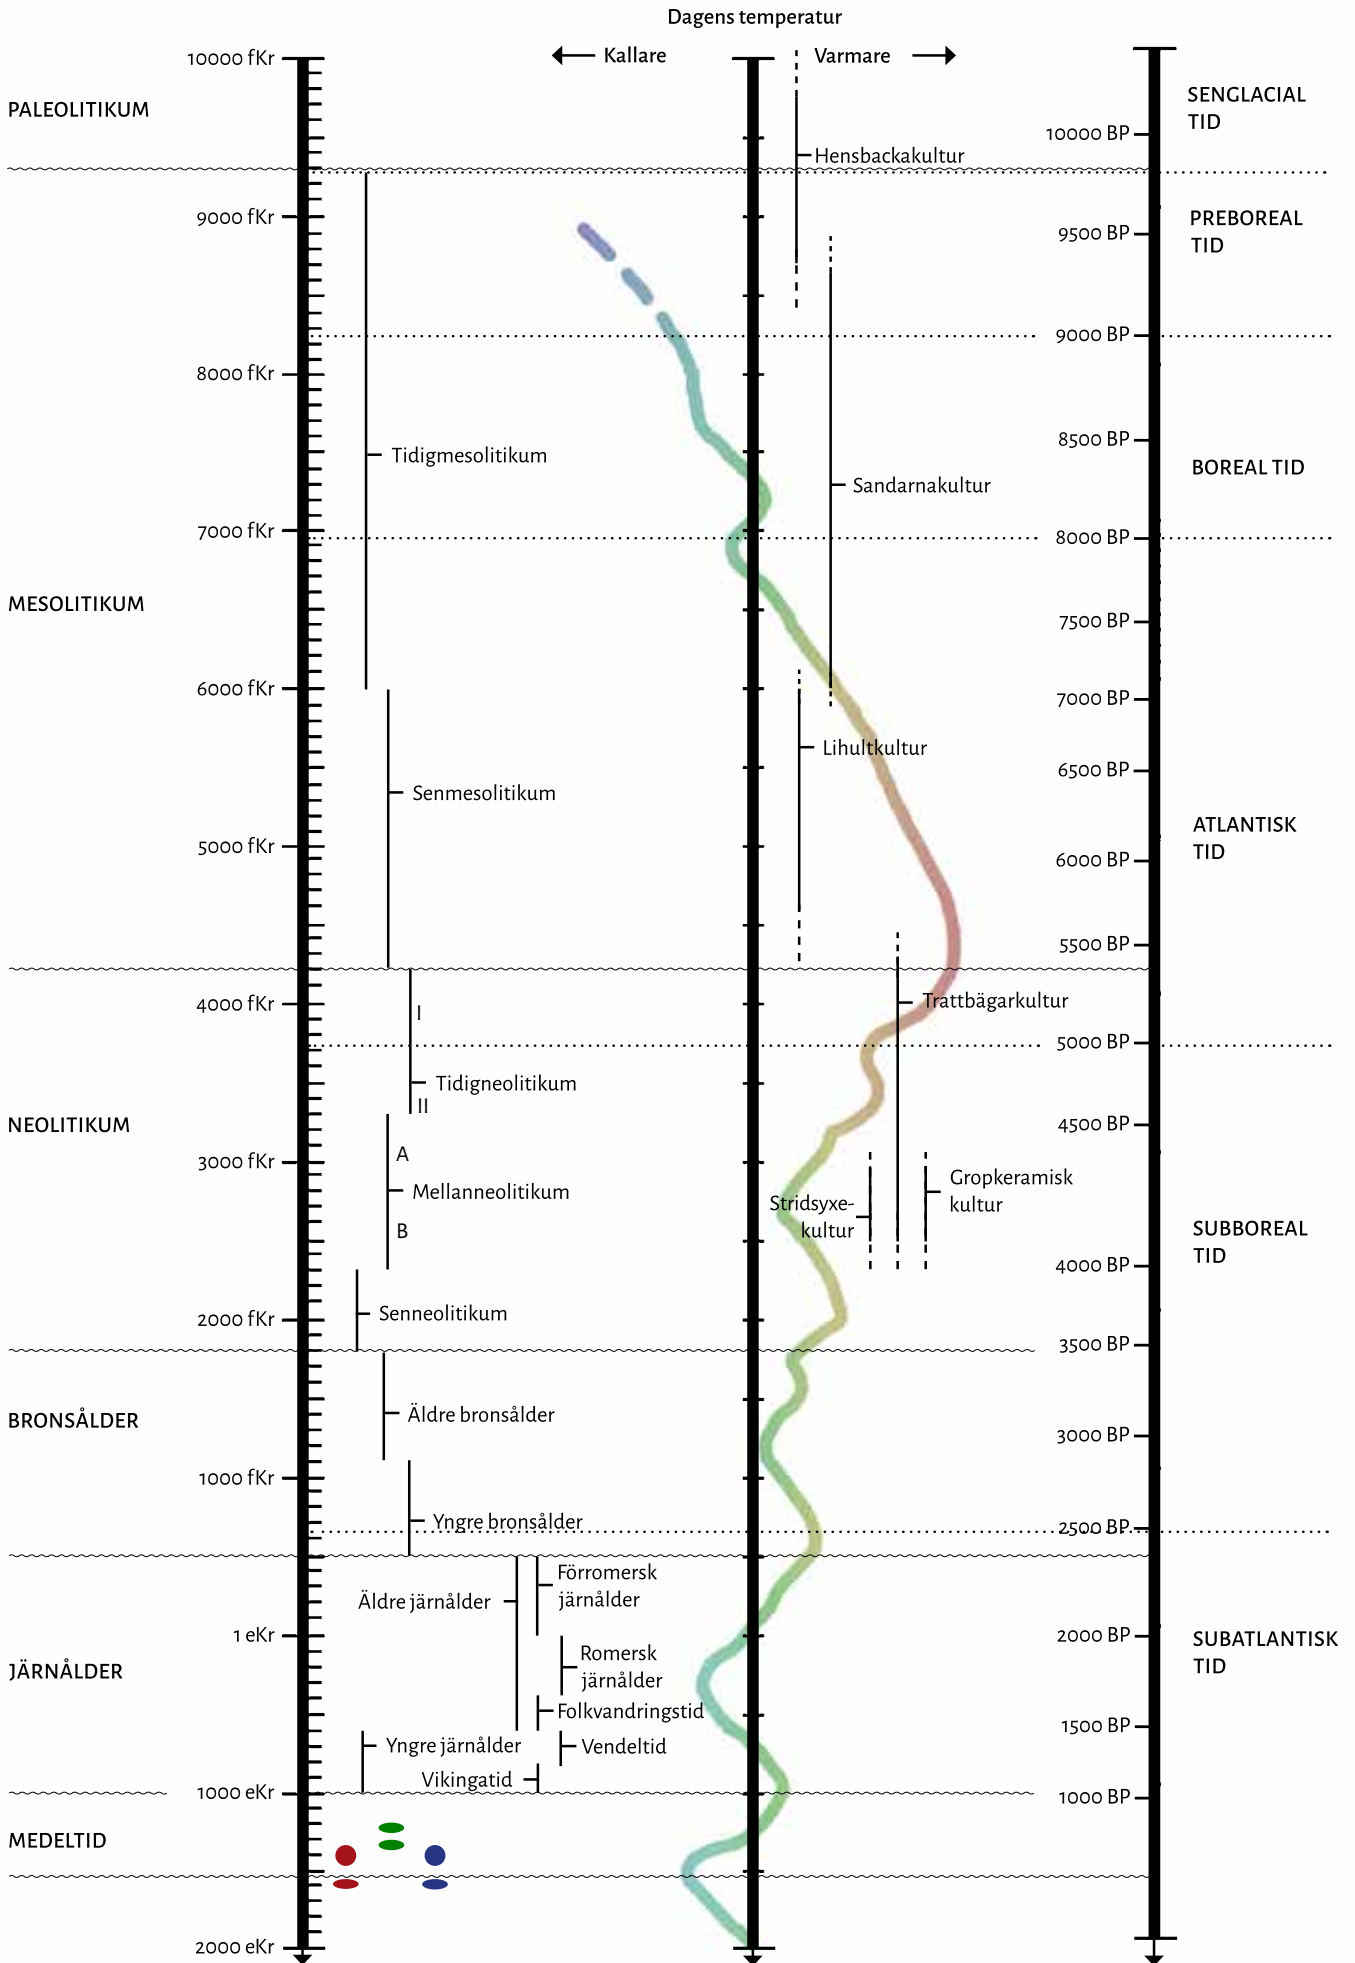 Dagens temperatur
Kallare
Varmare
10000 fKr
9000 fKr
8000 fKr
7000 fKr
6000 fKr
5000 fKr
4000 fKr
3000 fKr
2000 fKr
1000 fKr
1 eKr
1000 eKr
2000 eKr
PALEOLITIKUM
MESOLITIKUM
NEOLITIKUM
BRONSÅLDER
JÄRNÅLDER
MEDELTID
Tidigmesolitikum
Senmesolitikum
I
Tidigneolitikum
II
A
Mellanneolitikum
B
Senneolitikum
Äldre bronsålder
Yngre bronsålder
Äldre järnålder
Förromersk
järnålder
Romersk
järnålder
Folkvandringstid
Yngre järnålder
Vendeltid
Vikingatid
Hensbackakultur
Sandarnakultur
Lihultkultur
Trattbägarkultur
Stridsyxe-
kultur
Gropkeramisk
kultur
10000 BP
9500 BP
9000 BP
8500 BP
8000 BP
7500 BP
7000 BP
6500 BP
6000 BP
5500 BP
5000 BP
4500 BP
4000 BP
3500 BP
3000 BP
2500 BP
2000 BP
1500 BP
1000 BP
SENGLACIAL
TID
PREBOREAL
TID
BOREAL TID
ATLANTISK
TID
SUBBOREAL
TID
SUBATLANTISK
TID